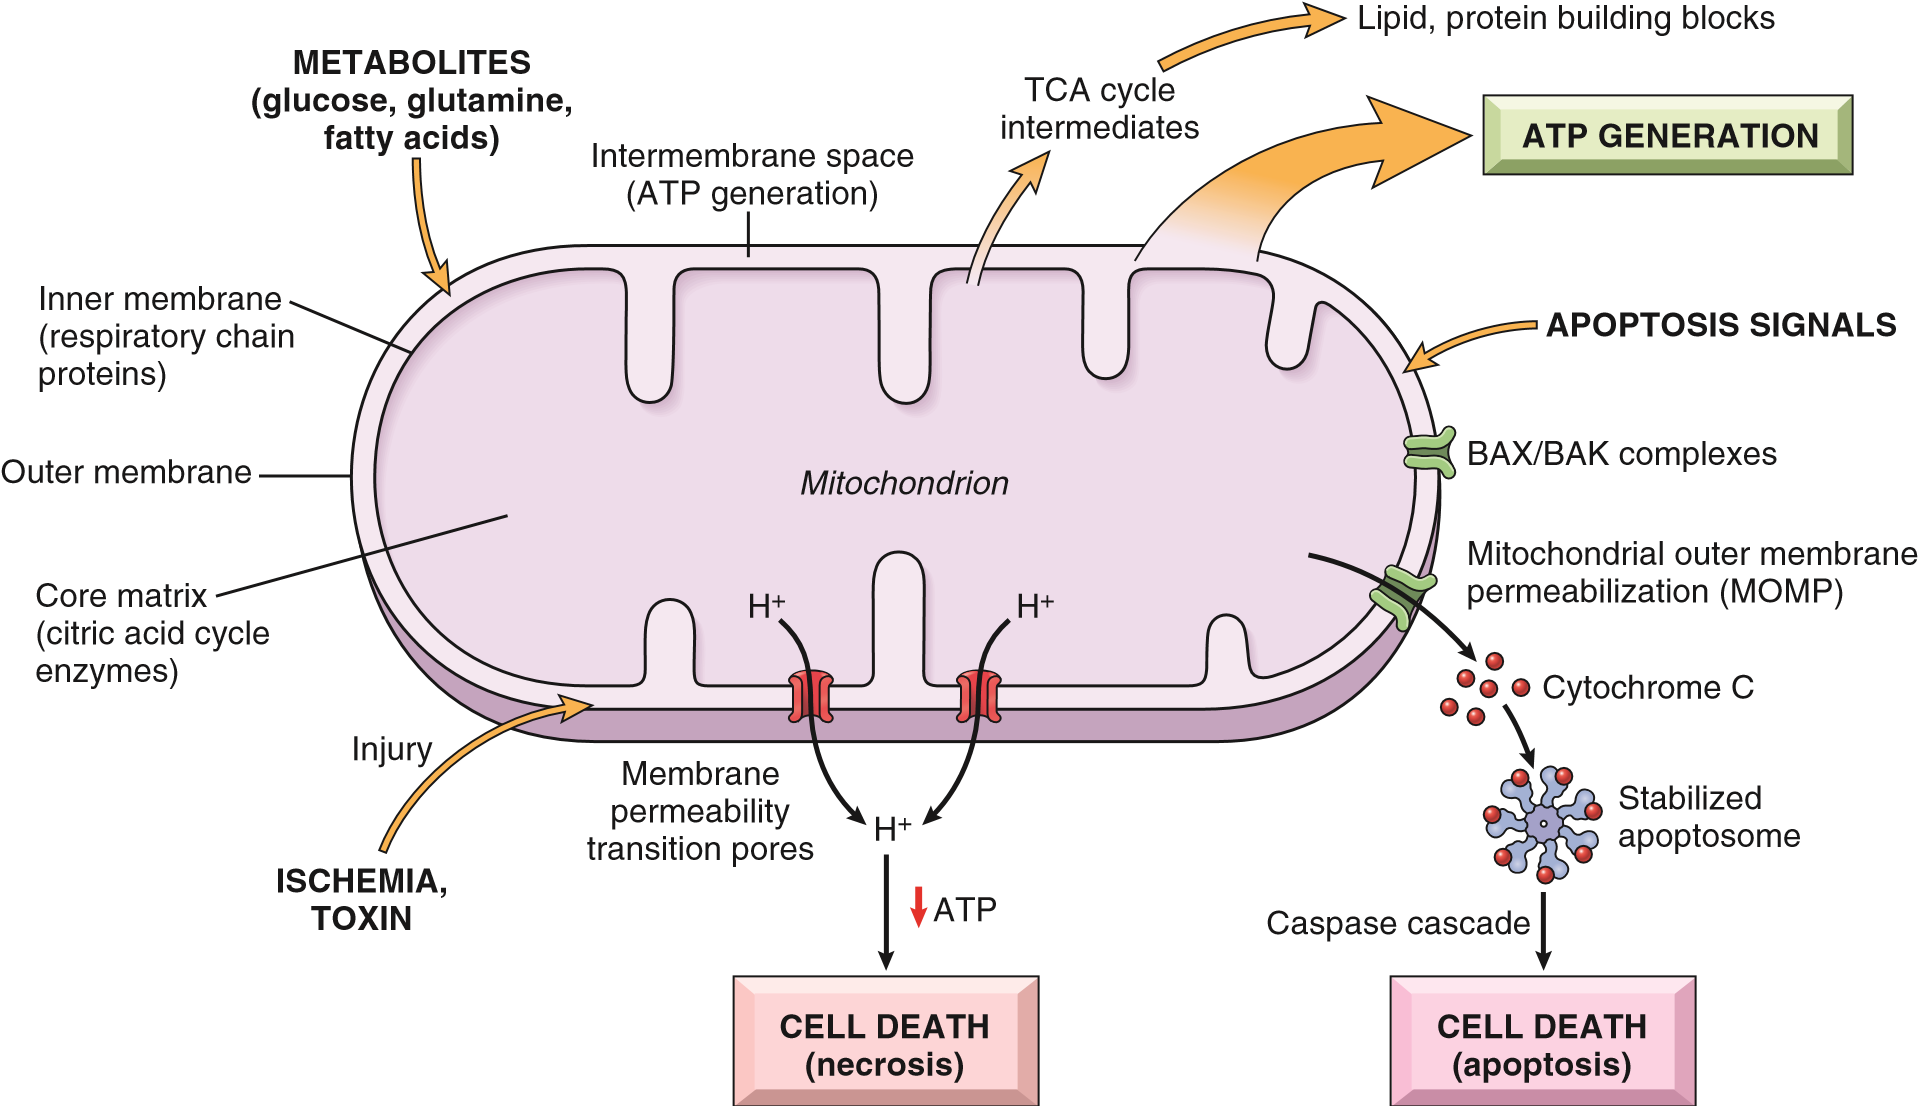 Lipid, protein building blocks
METABOLITES
(glucose, glutamine,
fatty acids)
TCA cycle
intermediates
ATP GENERATION
Intermembrane space
(ATP generation)
Inner membrane
(respiratory chain
proteins)
APOPTOSIS SIGNALS
Outer membrane
BAX/BAK complexes
Mitochondrion
Mitochondrial outer membrane
permeabilization (MOMP)
Core matrix
(citric acid cycle
enzymes)
H+
H+
Cytochrome C
Injury
Membrane
permeability
transition pores
H+
Stabilized
apoptosome
ISCHEMIA,
TOXIN
ATP
Caspase cascade
CELL DEATH
(necrosis)
CELL DEATH
(apoptosis)